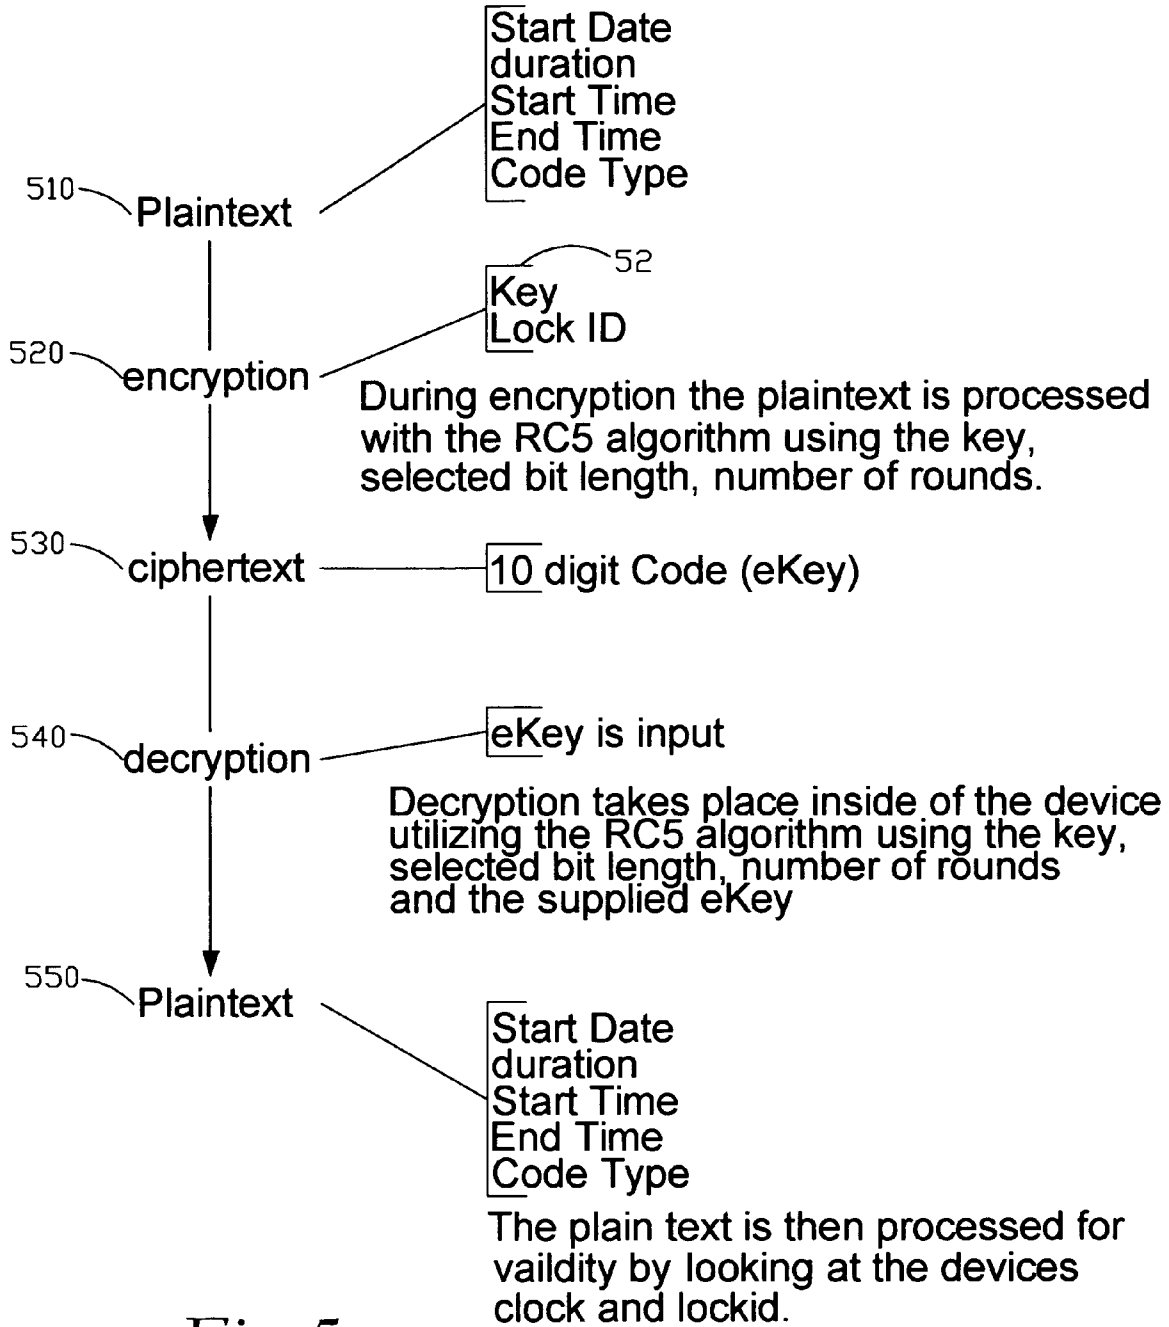 Start Date
duration
Start Time
End Time
Code Type
510
Plaintext
52
Key
Lock ID
520
encryption
During encryption the plaintext is processed
with the RC5 algorithm using the key,
selected bit length, number of rounds.
530
ciphertext
10 digit Code (eKey)
540
decryption
eKey is input
Decryption takes place inside of the device
utilizing the RC5 algorithm using the key,
selected bit length, number of rounds
and the supplied eKey
550
Plaintext
Start Date
duration
Start Time
End Time
Code Type
The plain text is then processed for
vaildity by looking at the devices
clock and lockid.
Fig 5